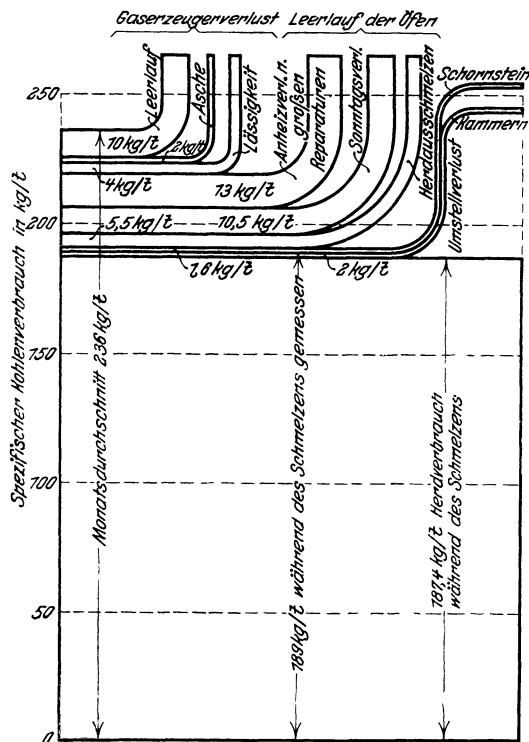 Gaserzeugerverlust
Leerlauf der Öfen
Leerlauf
Asche
Lässigkeit
Anheizverl. n.
großen
Reparaturen
Sonntagsverl.
Herdausschmelzen
Schornstein
Kammern
Umstellverlust
10 kg/t
2 kg/t
4 kg/t
13 kg/t
5,5 kg/t
10,5 kg/t
1,6 kg/t
2 kg/t
Spezifischer Kohlenverbrauch in kg/t
250
200
150
100
50
0
Monatsdurchschnitt 236 kg/t
189 kg/t während des Schmelzens gemessen
187,4 kg/t Herdverbrauch
während des Schmelzens